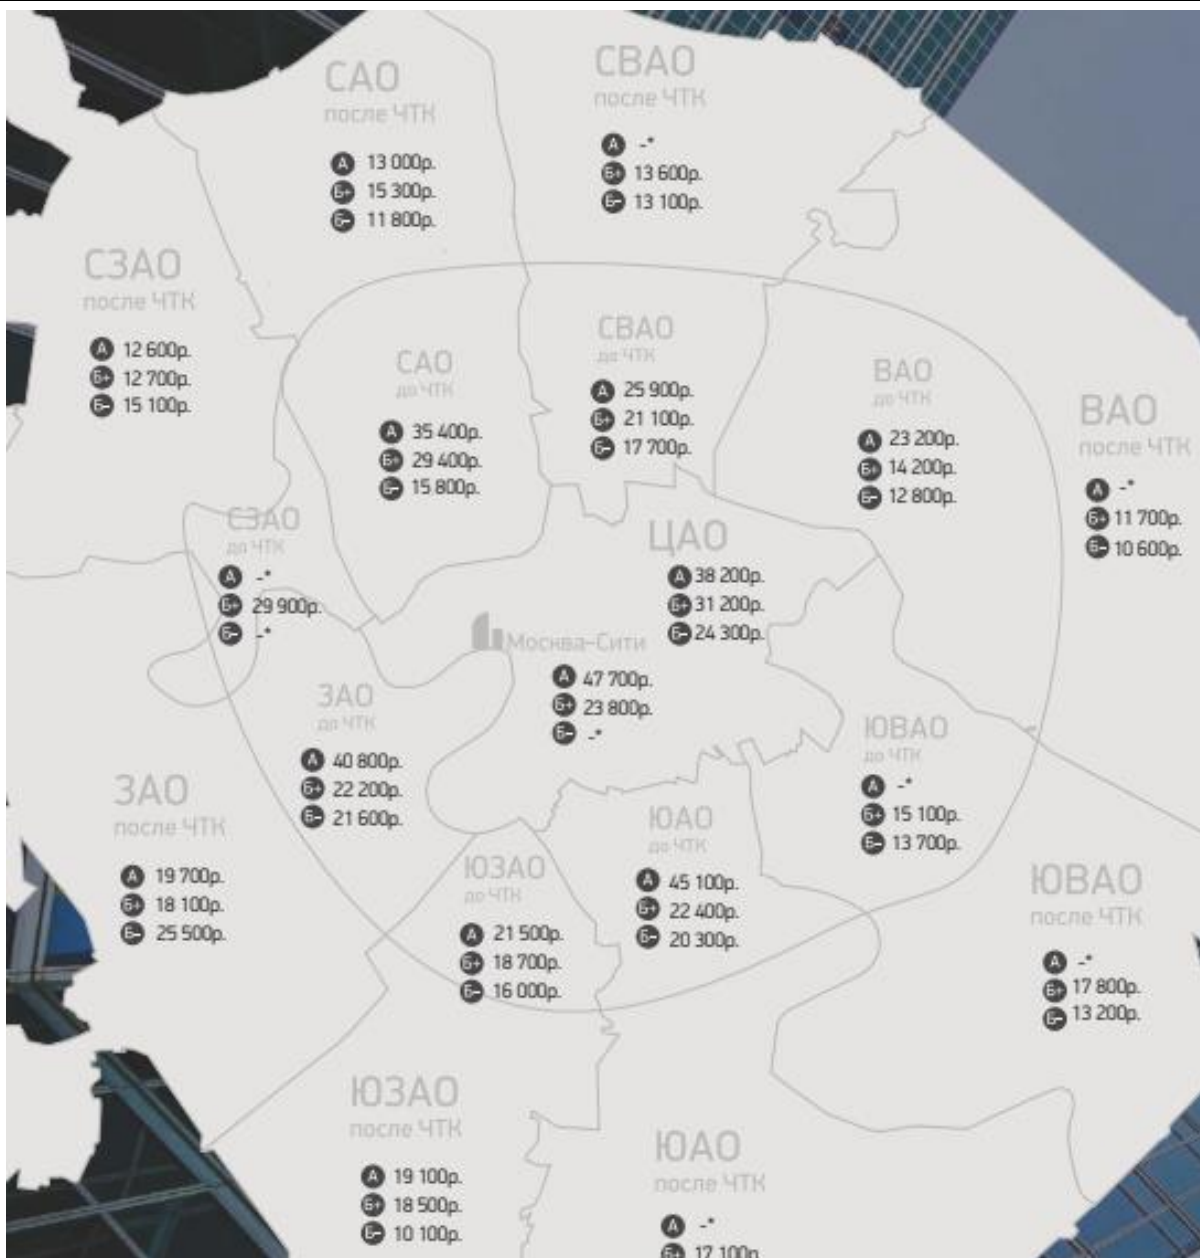 САО
после ЧТК
А 13 000р.
Б+ 15 300р.
Б- 11 800р.
СВАО
после ЧТК
А -*
Б+ 13 600р.
Б- 13 100р.
СЗАО
после ЧТК
А 12 600р.
Б+ 12 700р.
Б- 15 100р.
САО
до ЧТК
А 35 400р.
Б+ 29 400р.
Б- 15 800р.
СВАО
до ЧТК
А 25 900р.
Б+ 21 100р.
Б- 17 700р.
ВАО
до ЧТК
А 23 200р.
Б+ 14 200р.
Б- 12 800р.
ВАО
после ЧТК
А -*
Б+ 11 700р.
Б- 10 600р.
СЗАО
до ЧТК
А -*
Б+ 29 900р.
Б- -*
ЦАО
А 38 200р.
Б+ 31 200р.
Б- 24 300р.
Москва-Сити
А 47 700р.
Б+ 23 800р.
Б- -*
ЗАО
до ЧТК
А 40 800р.
Б+ 22 200р.
Б- 21 600р.
ЮВАО
до ЧТК
А -*
Б+ 15 100р.
Б- 13 700р.
ЗАО
после ЧТК
А 19 700р.
Б+ 18 100р.
Б- 25 500р.
ЮЗАО
до ЧТК
А 21 500р.
Б+ 18 700р.
Б- 16 000р.
ЮАО
до ЧТК
А 45 100р.
Б+ 22 400р.
Б- 20 300р.
ЮВАО
после ЧТК
А -*
Б+ 17 800р.
Б- 13 200р.
ЮЗАО
после ЧТК
А 19 100р.
Б+ 18 500р.
Б- 10 100р.
ЮАО
после ЧТК
А -*
Б+ 17 100р.